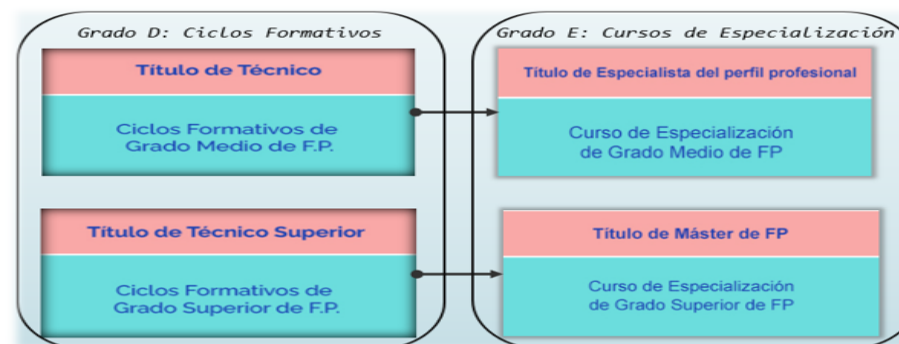 Grado D: Ciclos Formativos
Título de Técnico
Ciclos Formativos de
Grado Medio de F.P.
Título de Técnico Superior
Ciclos Formativos de
Grado Superior de F.P.
Grado E: Cursos de Especialización
Título de Especialista del perfil profesional
Curso de Especialización
de Grado Medio de FP
Título de Máster de FP
Curso de Especialización
de Grado Superior de FP